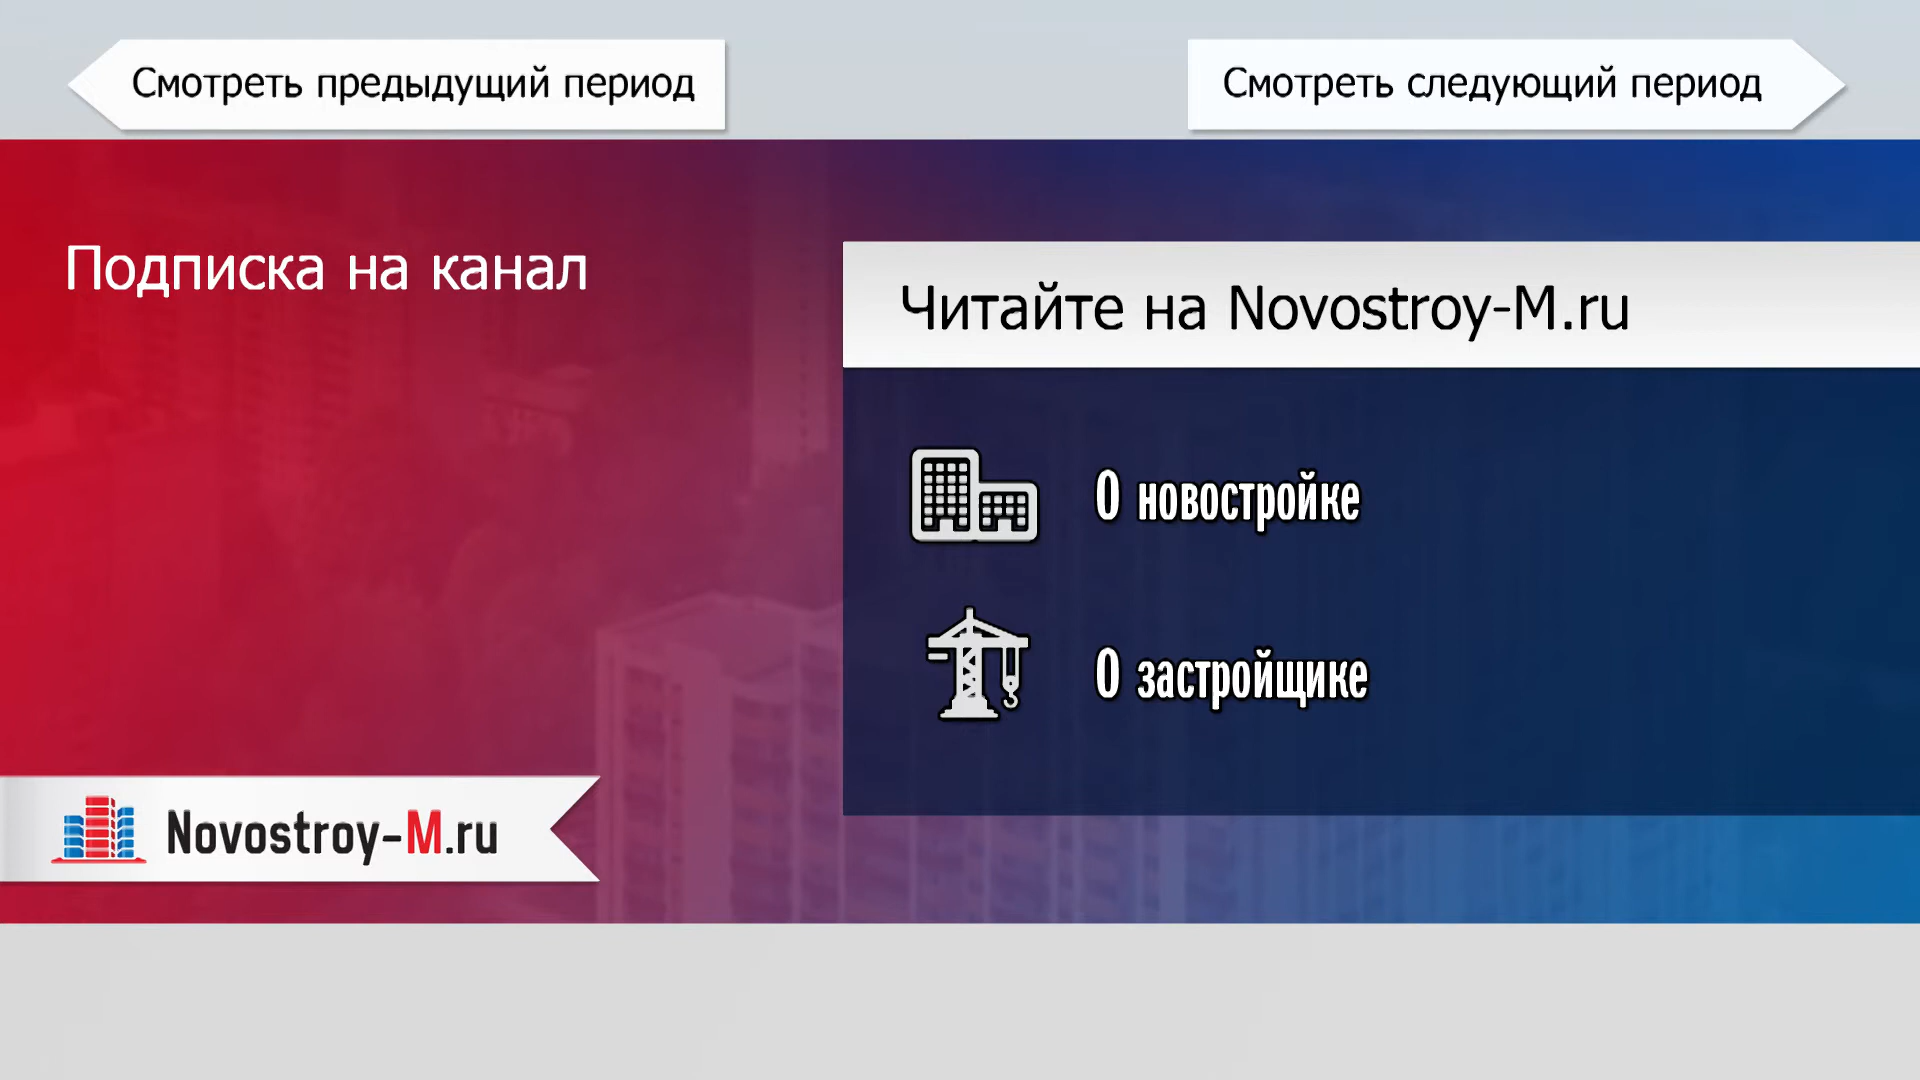 Смотреть предыдущий период
Смотреть следующий период
Подписка на канал
Читайте на Novostroy-M.ru
О новостройке
О застройщике
Novostroy-M.ru